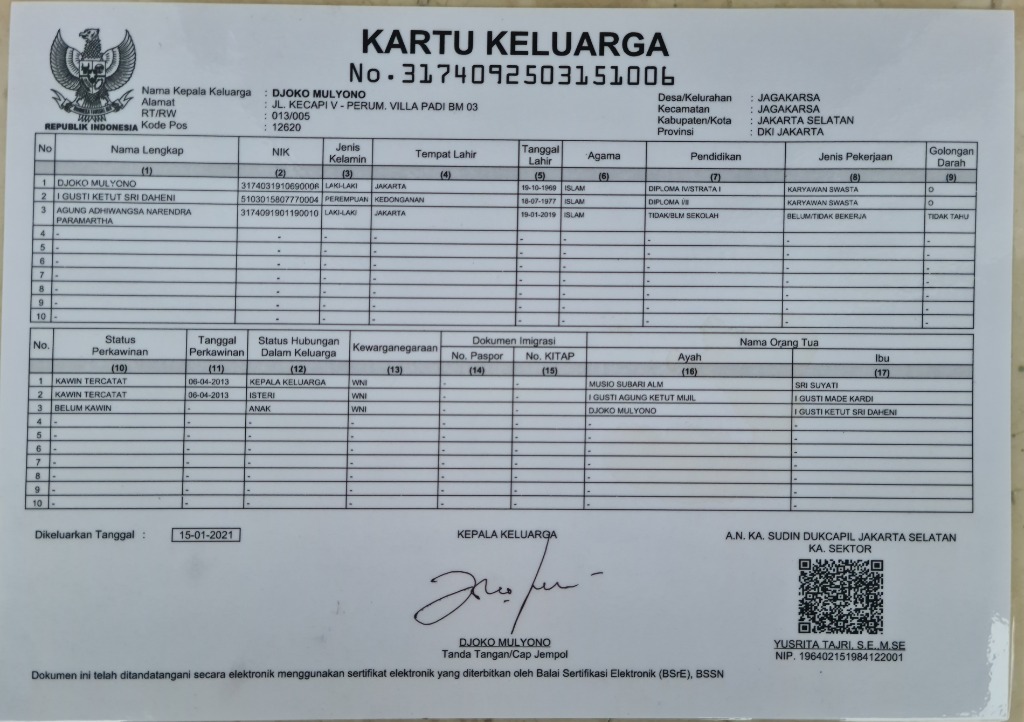 KARTU KELUARGA
No. 3174092503151006
REPUBLIK INDONESIA
Nama Kepala Keluarga : DJOKO MULYONO
Alamat : JL. KECAPI V - PERUM. VILLA PADI BM 03
RT/RW : 013/005
Kode Pos : 12620
Desa/Kelurahan : JAGAKARSA
Kecamatan : JAGAKARSA
Kabupaten/Kota : JAKARTA SELATAN
Provinsi : DKI JAKARTA
No Nama Lengkap NIK Jenis Kelamin Tempat Lahir Tanggal Lahir Agama Pendidikan Jenis Pekerjaan Golongan Darah
(1) (2) (3) (4) (5) (6) (7) (8) (9)
1 DJOKO MULYONO 3174031910690006 LAKI-LAKI JAKARTA 19-10-1969 ISLAM DIPLOMA IV/STRATA I KARYAWAN SWASTA O
2 I GUSTI KETUT SRI DAHENI 5103015807770004 PEREMPUAN KEDONGANAN 18-07-1977 ISLAM DIPLOMA I/II KARYAWAN SWASTA O
3 AGUNG ADHIWANGSA NARENDRA PARAMARTHA 3174091901190010 LAKI-LAKI JAKARTA 19-01-2019 ISLAM TIDAK/BLM SEKOLAH BELUM/TIDAK BEKERJA TIDAK TAHU
4 - - - - - - - - -
5 - - - - - - - - -
6 - - - - - - - - -
7 - - - - - - - - -
8 - - - - - - - - -
9 - - - - - - - - -
10 - - - - - - - - -
No. Status Perkawinan Tanggal Perkawinan Status Hubungan Dalam Keluarga Kewarganegaraan Dokumen Imigrasi Nama Orang Tua
No. Paspor No. KITAP Ayah Ibu
(10) (11) (12) (13) (14) (15) (16) (17)
1 KAWIN TERCATAT 06-04-2013 KEPALA KELUARGA WNI - - MUSIO SUBARI ALM SRI SUYATI
2 KAWIN TERCATAT 06-04-2013 ISTERI WNI - - I GUSTI AGUNG KETUT MIJIL I GUSTI MADE KARDI
3 BELUM KAWIN - ANAK WNI - - DJOKO MULYONO I GUSTI KETUT SRI DAHENI
4 - - - - - - - -
5 - - - - - - - -
6 - - - - - - - -
7 - - - - - - - -
8 - - - - - - - -
9 - - - - - - - -
10 - - - - - - - -
Dikeluarkan Tanggal : 15-01-2021
KEPALA KELUARGA
DJOKO MULYONO
Tanda Tangan/Cap Jempol
A.N. KA. SUDIN DUKCAPIL JAKARTA SELATAN
KA. SEKTOR
YUSRITA TAJRI, S.E.,M.SE
NIP. 196402151984122001
Dokumen ini telah ditandatangani secara elektronik menggunakan sertifikat elektronik yang diterbitkan oleh Balai Sertifikasi Elektronik (BSrE), BSSN